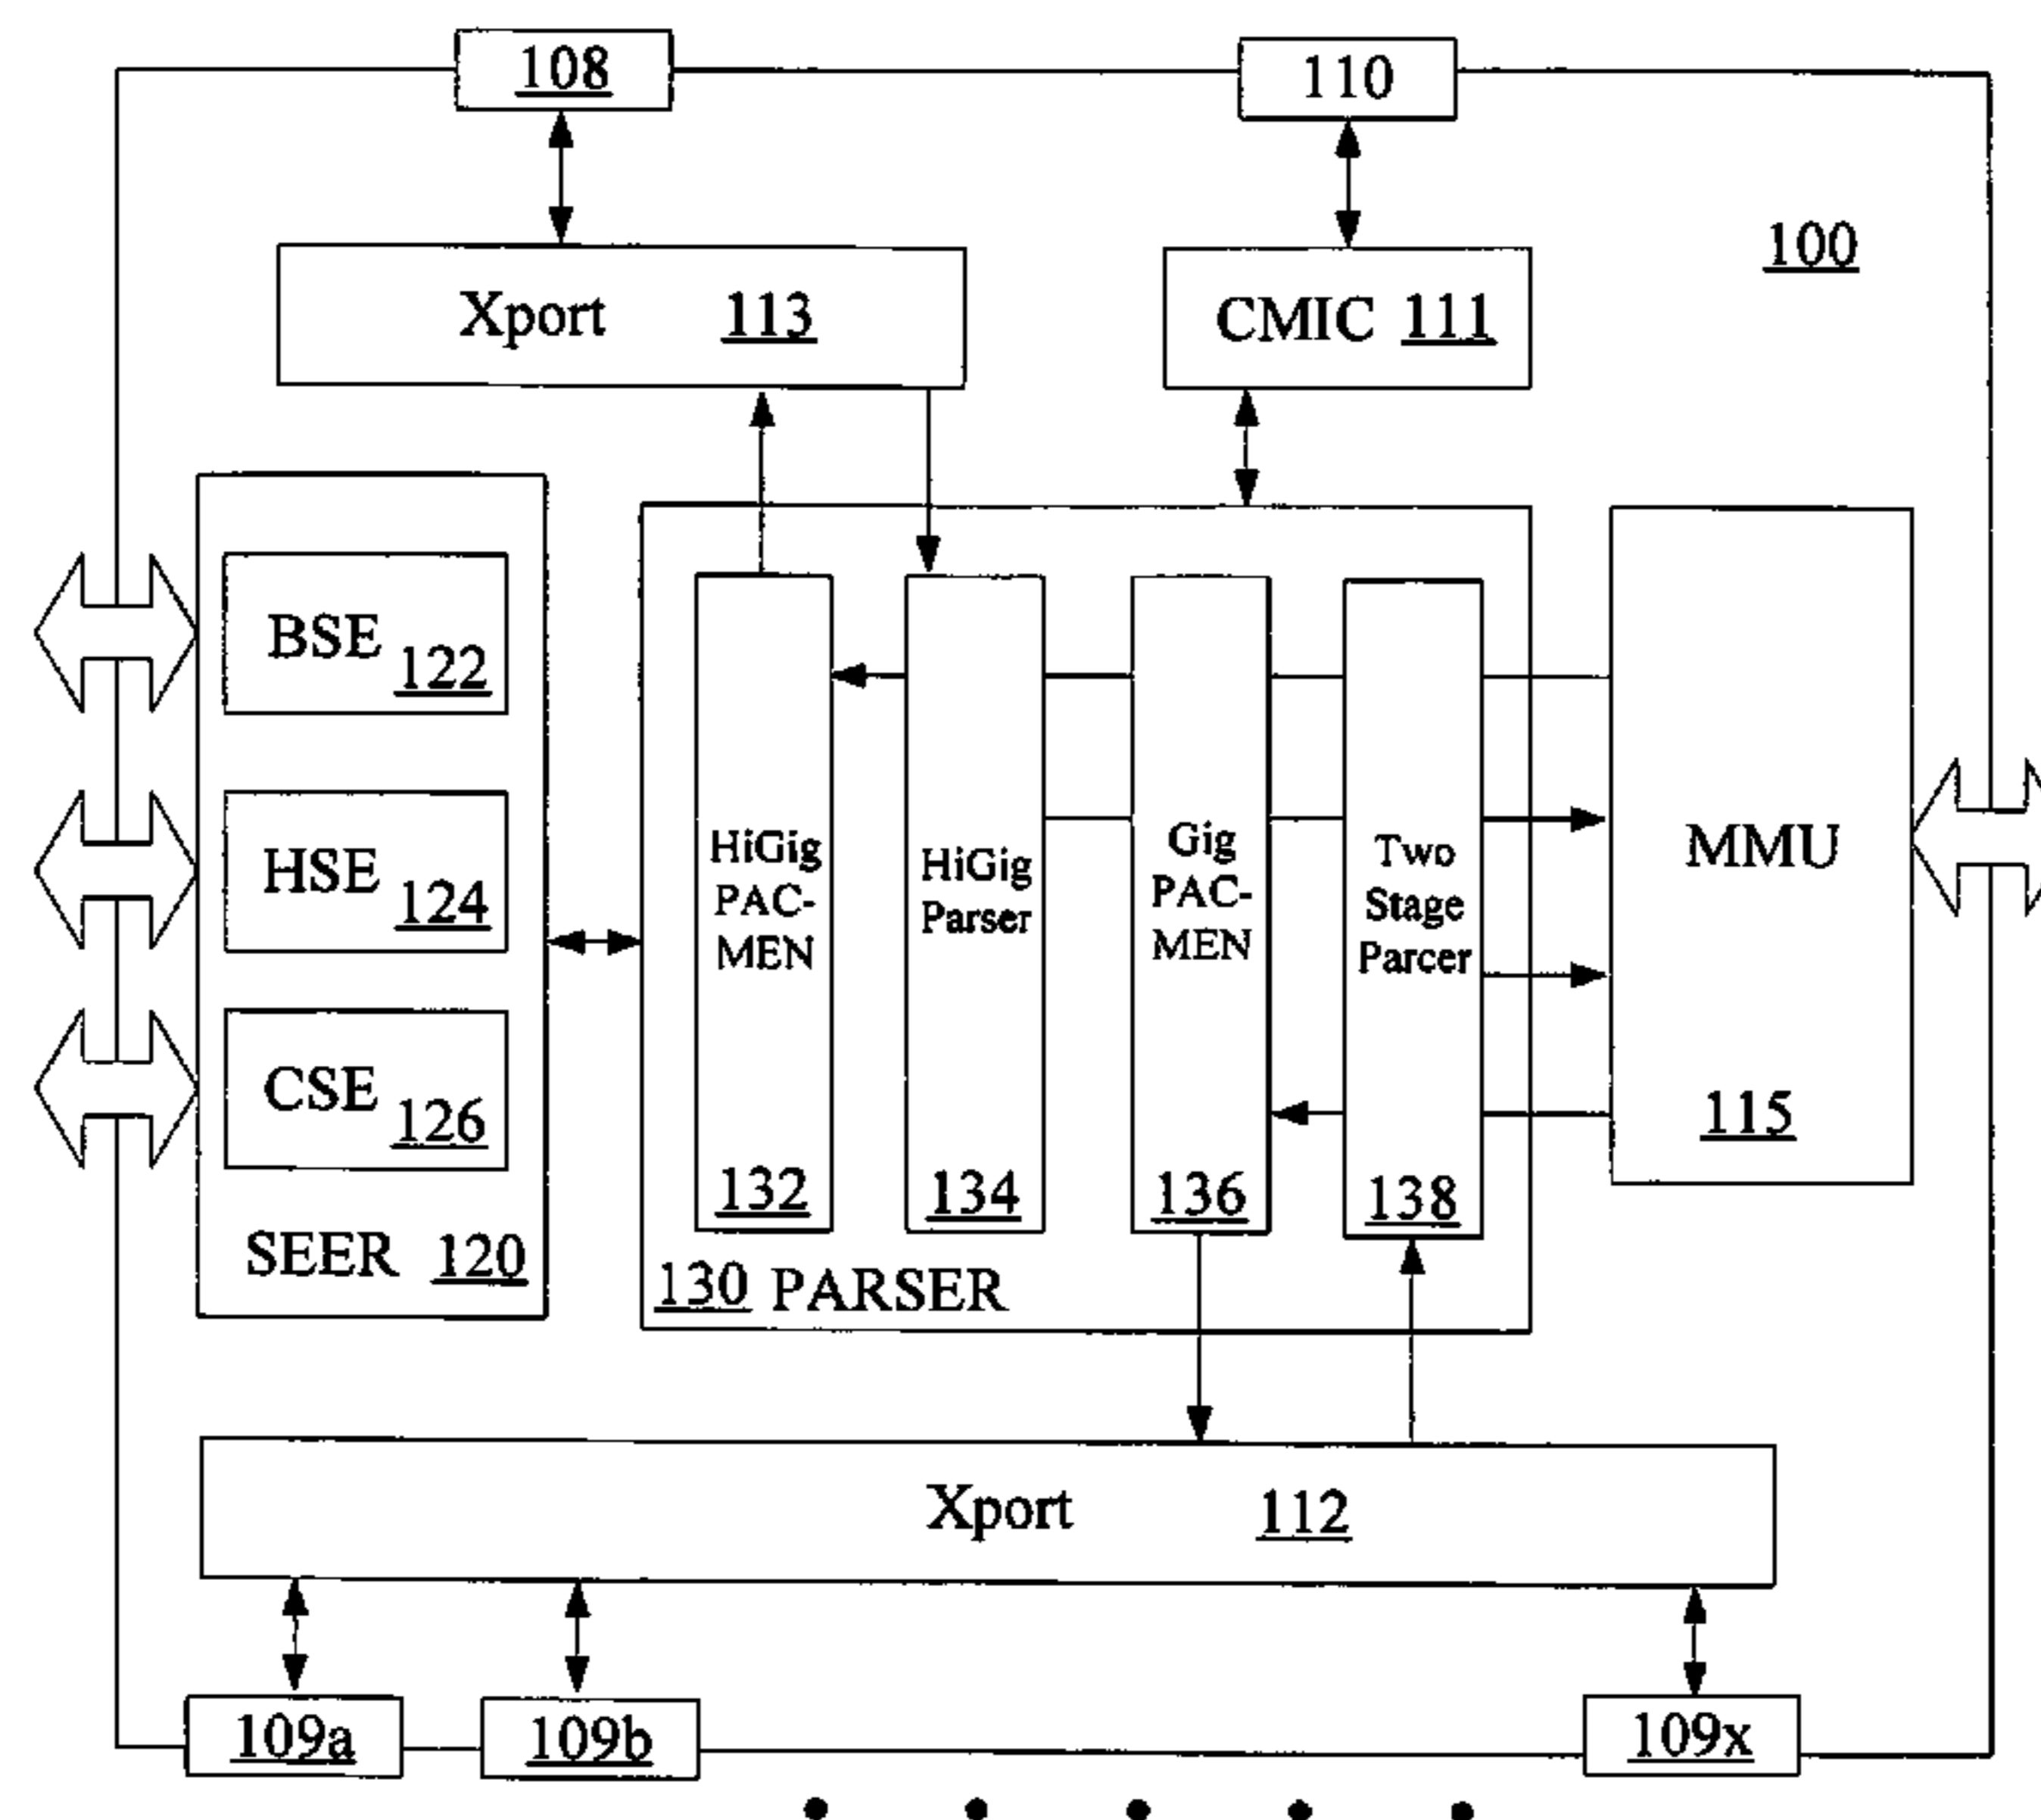 108
110
100
Xport 113
CMIC 111
BSE 122
HSE 124
CSE 126
SEER 120
HiGig
PAC-
MEN
132
HiGig
Parser
134
Gig
PAC-
MEN
136
Two
Stage
Parcer
138
130 PARSER
MMU
115
Xport 112
109a
109b
109x